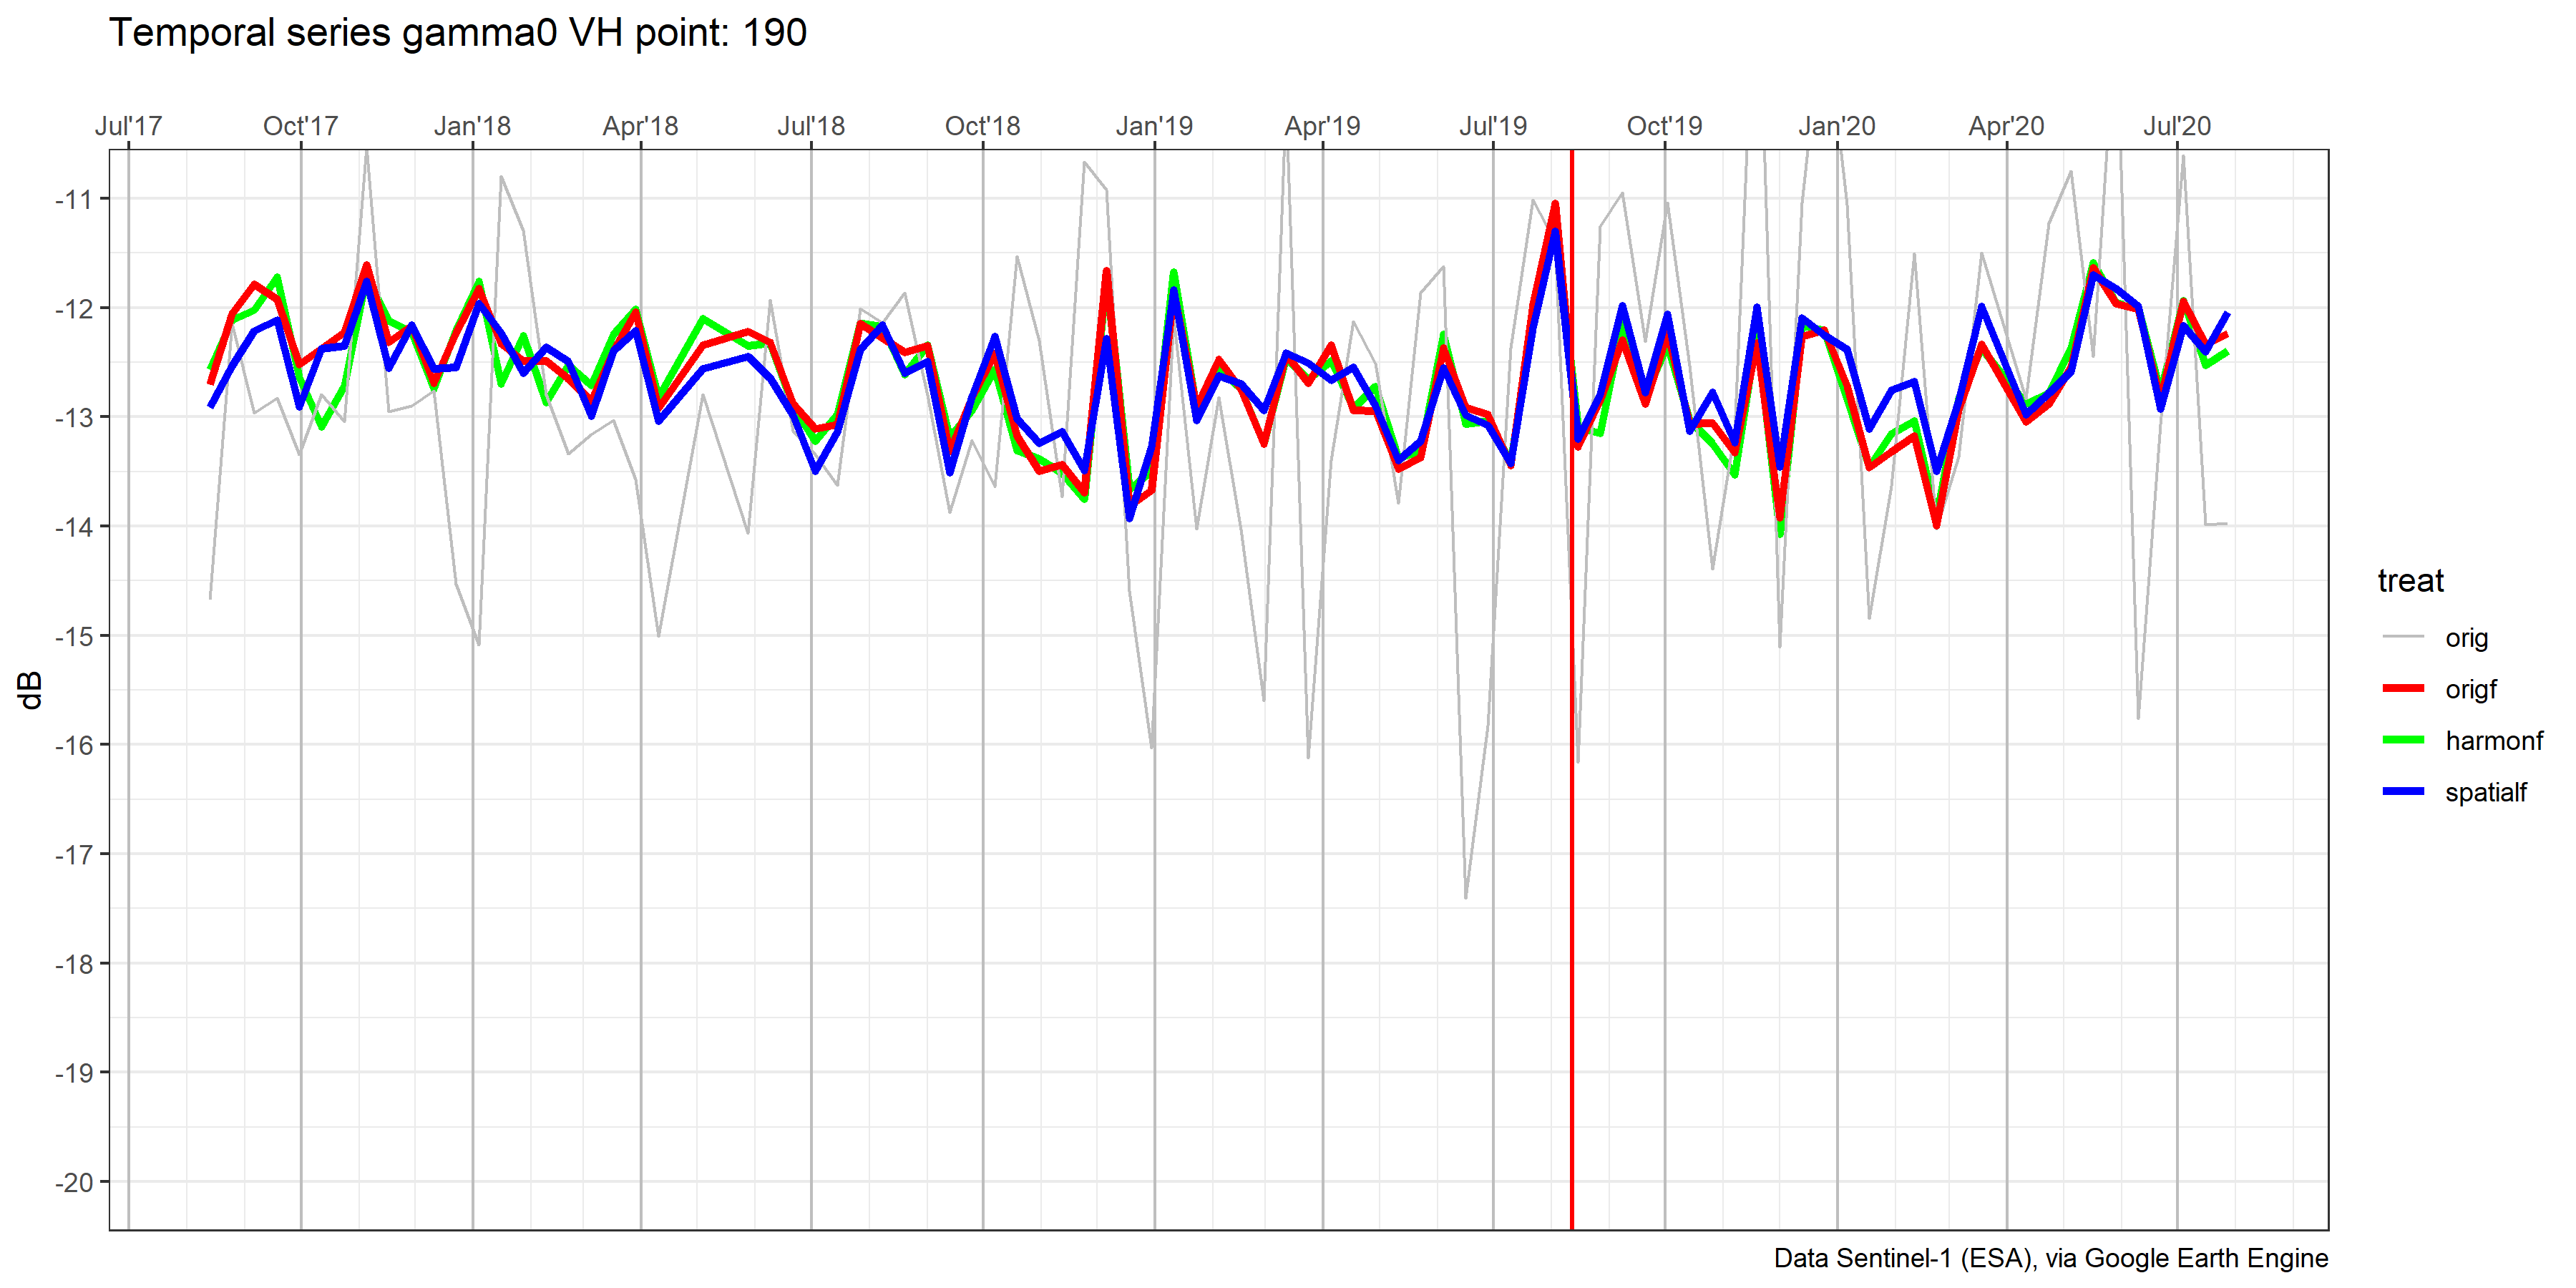 Temporal series gamma0 VH point: 190
Jul'17 Oct'17 Jan'18 Apr'18 Jul'18 Oct'18 Jan'19 Apr'19 Jul'19 Oct'19 Jan'20 Apr'20 Jul'20
-11
-12
-13
-14
-15
-16
-17
-18
-19
-20
dB
treat
orig
origf
harmonf
spatialf
Data Sentinel-1 (ESA), via Google Earth Engine